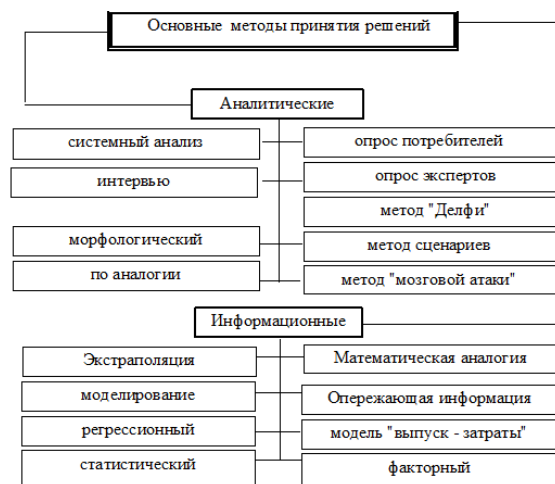 Основные методы принятия решений
Аналитические
системный анализ
опрос потребителей
интервью
опрос экспертов
метод "Делфи"
морфологический
метод сценариев
по аналогии
метод "мозговой атаки"
Информационные
Экстраполяция
Математическая аналогия
моделирование
Опережающая информация
регрессионный
модель "выпуск - затраты"
статистический
факторный